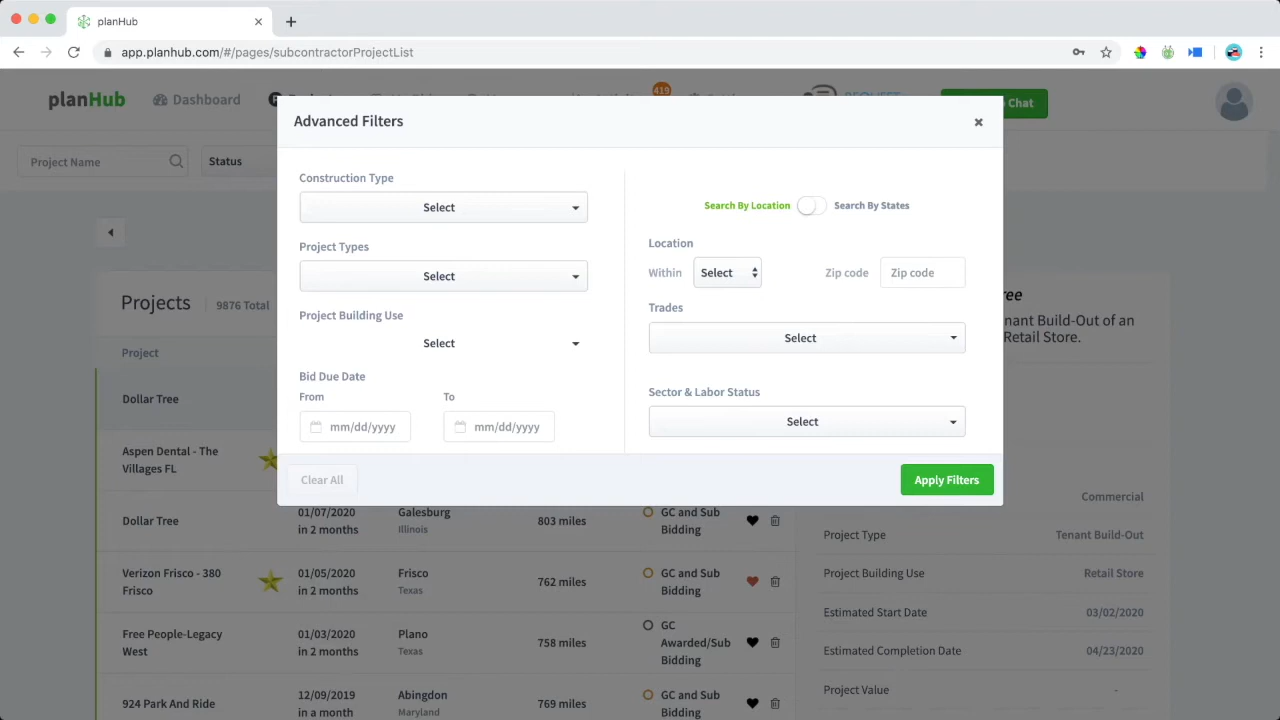 planHub
app.planhub.com/#/pages/subcontractorProjectList
planHub
Dashboard
419
Chat
Project Name
Status
Advanced Filters
Construction Type
Select
Project Types
Select
Project Building Use
Select
Bid Due Date
From
To
mm/dd/yyyy
mm/dd/yyyy
Search By Location
Search By States
Location
Within
Select
Zip code
Zip code
Trades
Select
Sector & Labor Status
Select
Clear All
Apply Filters
Projects
9876 Total
Project
Dollar Tree
Aspen Dental - The
Villages FL
Dollar Tree
01/07/2020
in 2 months
Galesburg
Illinois
803 miles
GC and Sub
Bidding
Verizon Frisco - 380
Frisco
01/05/2020
in 2 months
Frisco
Texas
762 miles
GC and Sub
Bidding
Free People-Legacy
West
01/03/2020
in 2 months
Plano
Texas
758 miles
GC
Awarded/Sub
Bidding
924 Park And Ride
12/09/2019
in a month
Abingdon
Maryland
769 miles
GC and Sub
Bidding
Build-Out of an
Retail Store.
Commercial
Project Type
Tenant Build-Out
Project Building Use
Retail Store
Estimated Start Date
03/02/2020
Estimated Completion Date
04/23/2020
Project Value
-